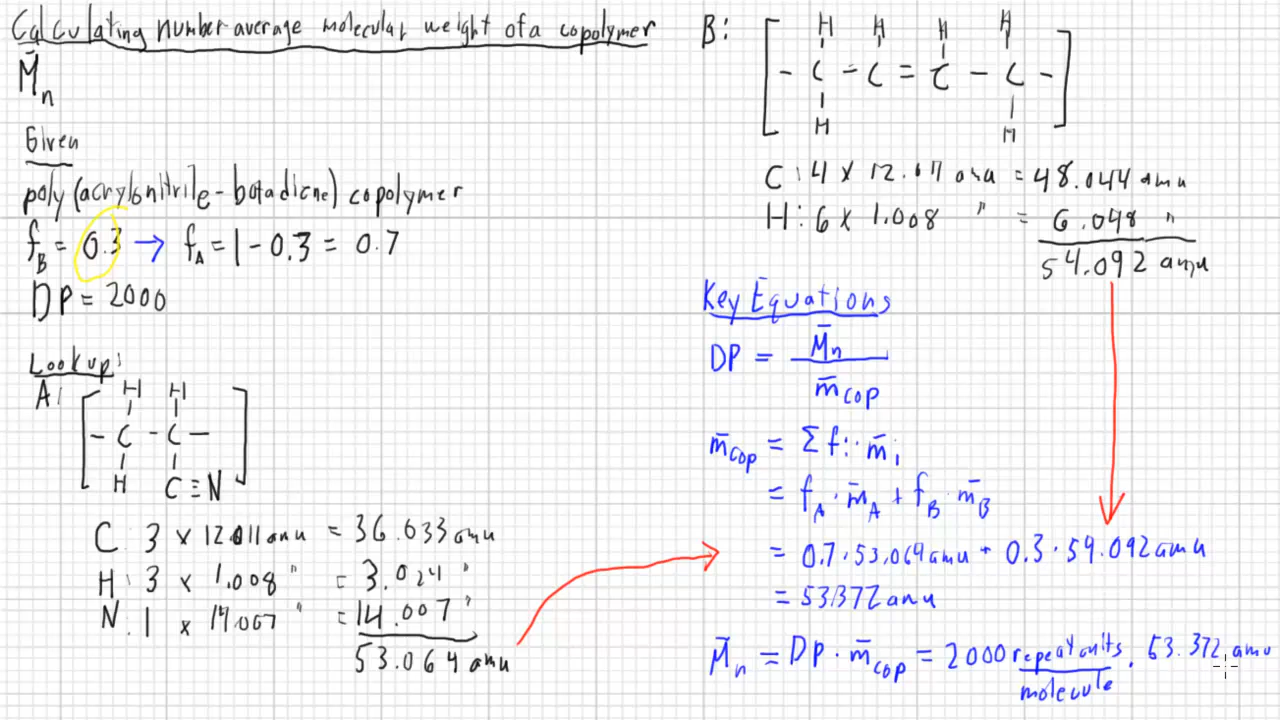 Calculating number average molecular weight of a copolymer
M̄n
Given
poly(acrylonitrile-botadiene) copolymer
fB = 0.3 → fA = 1 - 0.3 = 0.7
DP = 2000
Lookup:
A:
H H
- C - C -
H C≡N
C: 3 × 12.011 amu = 36.033 amu
H: 3 × 1.008 " = 3.024 "
N: 1 × 14.007 " = 14.007 "
53.064 amu
B:
H H H H
- C - C = C - C -
H H
C: 4 × 12.011 amu = 48.044 amu
H: 6 × 1.008 " = 6.048 "
54.092 amu
Key Equations
DP = M̄n / m̄cop
m̄cop = Σ fi · m̄i
= fA · m̄A + fB · m̄B
= 0.7 · 53.064 amu + 0.3 · 54.092 amu
= 53.372 amu
M̄n = DP · m̄cop = 2000 repeat units / molecule · 53.372 amu